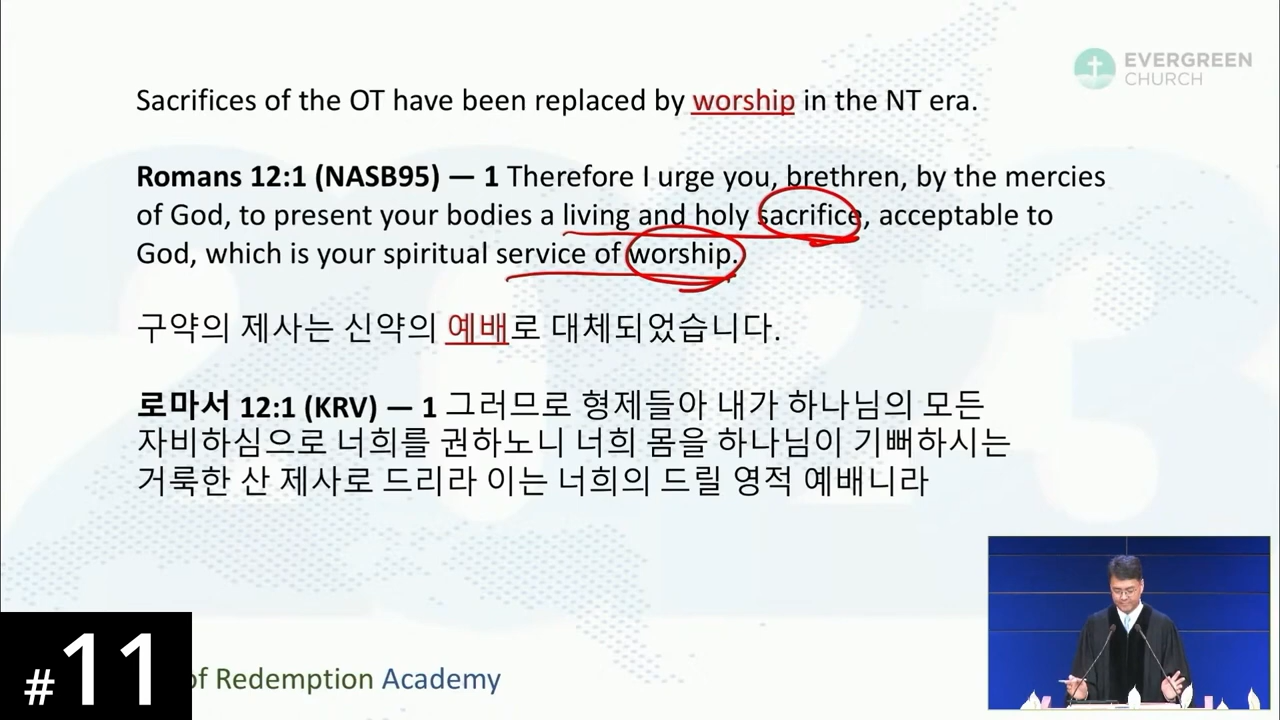 EVERGREEN
CHURCH
Sacrifices of the OT have been replaced by worship in the NT era.
Romans 12:1 (NASB95) — 1 Therefore I urge you, brethren, by the mercies
of God, to present your bodies a living and holy sacrifice, acceptable to
God, which is your spiritual service of worship.
구약의 제사는 신약의 예배로 대체되었습니다.
로마서 12:1 (KRV) — 1 그러므로 형제들아 내가 하나님의 모든
자비하심으로 너희를 권하노니 너희 몸을 하나님이 기뻐하시는
거룩한 산 제사로 드리라 이는 너희의 드릴 영적 예배니라
of Redemption Academy
#11